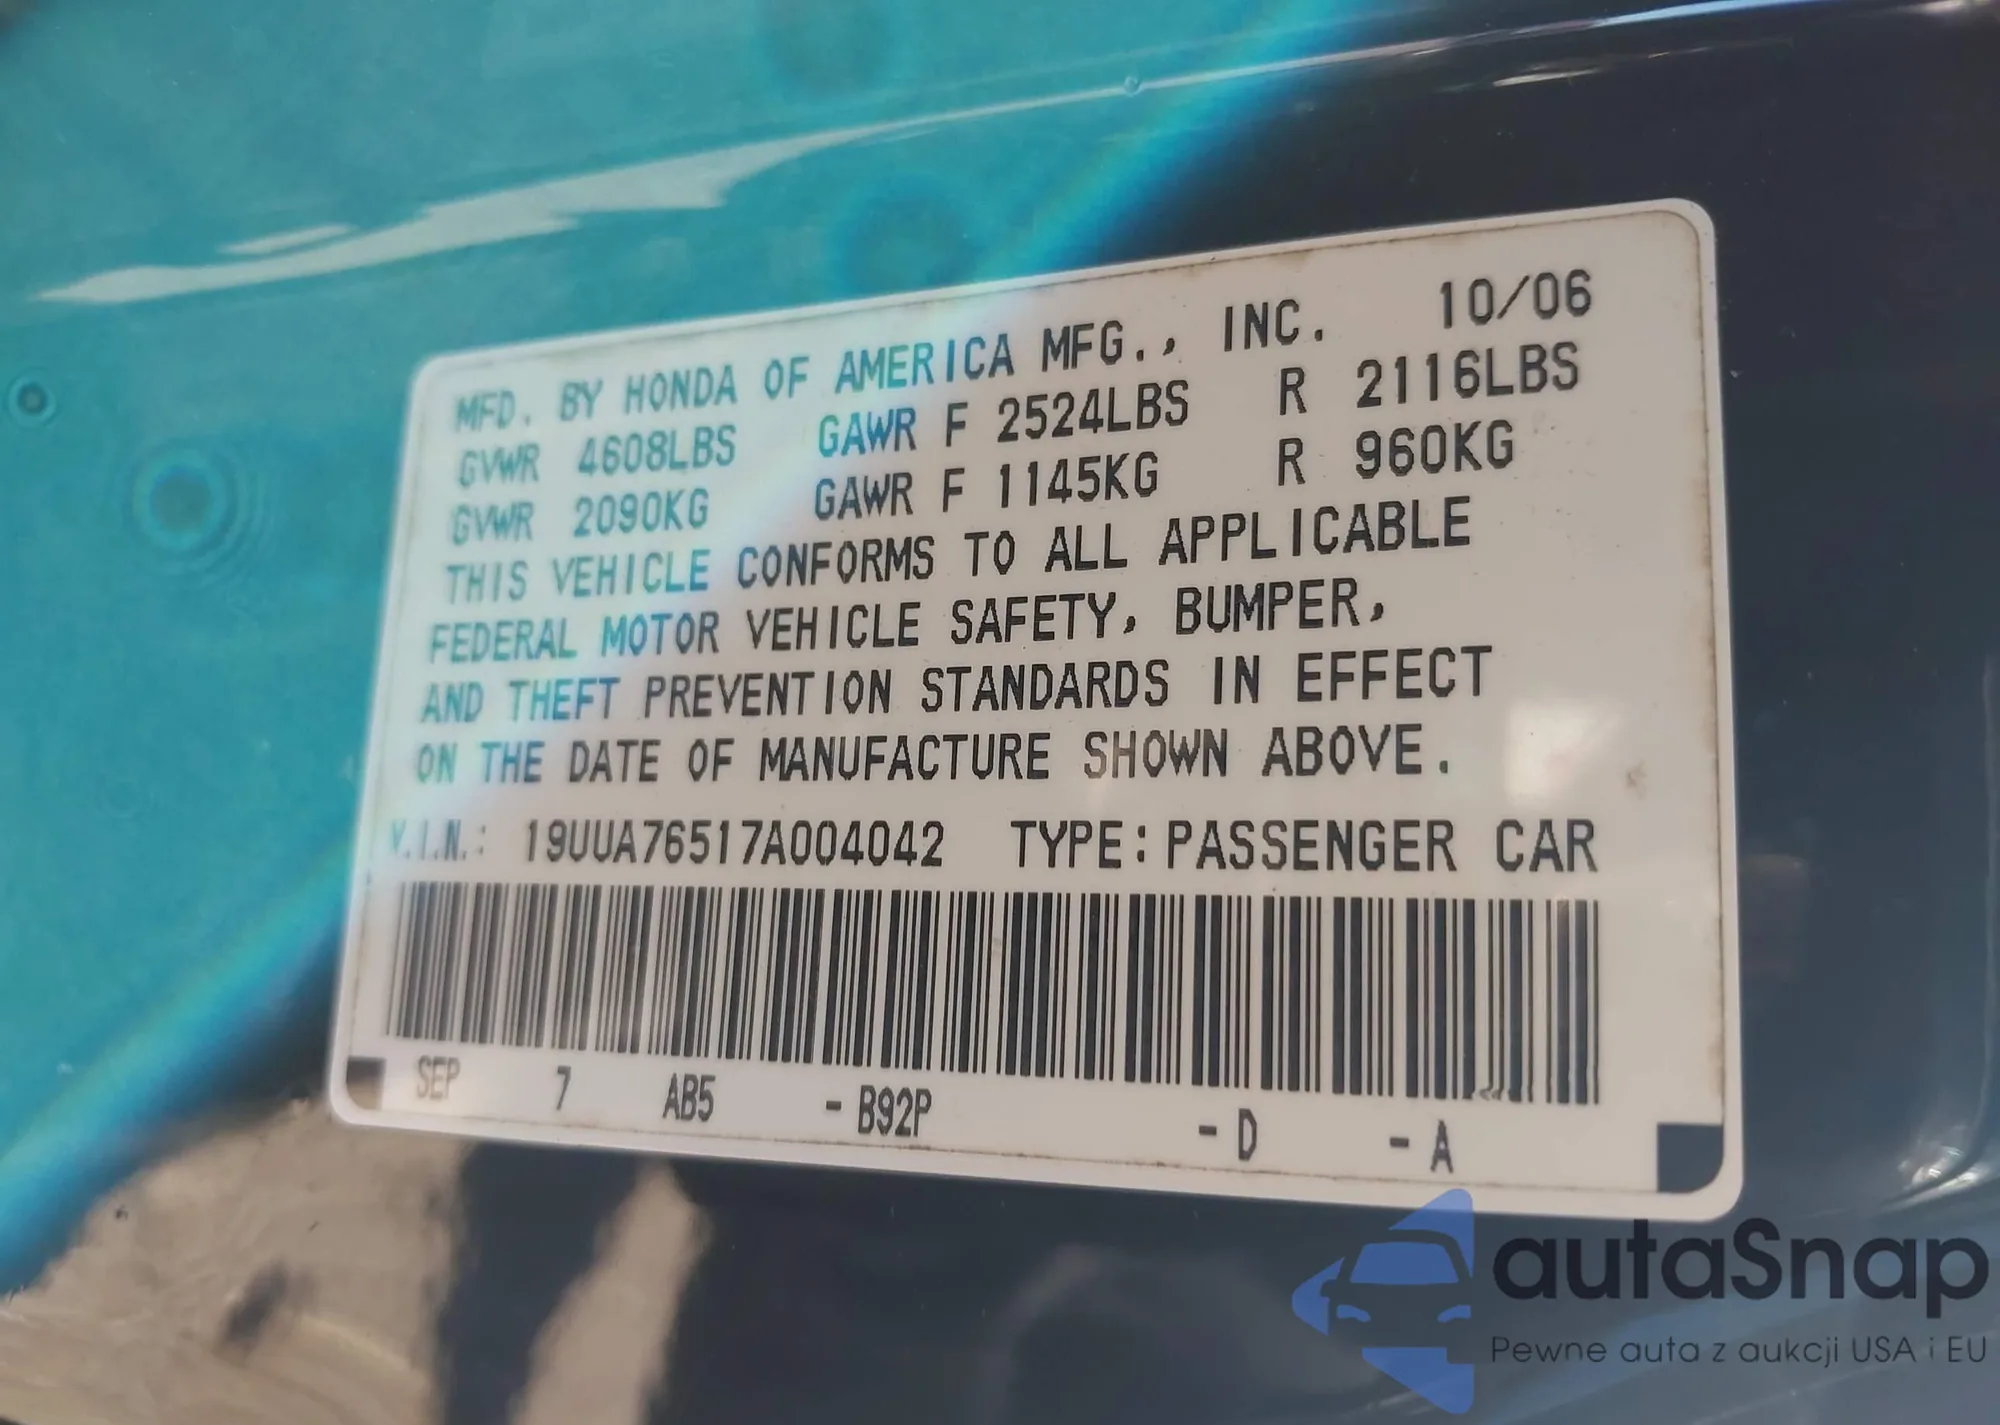 MFD. BY HONDA OF AMERICA MFG., INC. 10/06
GVWR 4608LBS GAWR F 2524LBS R 2116LBS
GVWR 2090KG GAWR F 1145KG R 960KG
THIS VEHICLE CONFORMS TO ALL APPLICABLE
FEDERAL MOTOR VEHICLE SAFETY, BUMPER,
AND THEFT PREVENTION STANDARDS IN EFFECT
ON THE DATE OF MANUFACTURE SHOWN ABOVE.
V.I.N.: 19UUA76517A004042 TYPE: PASSENGER CAR
SEP 7 AB5 - B92P - D - A
autaSnap
Pewne auta z aukcji USA i EU